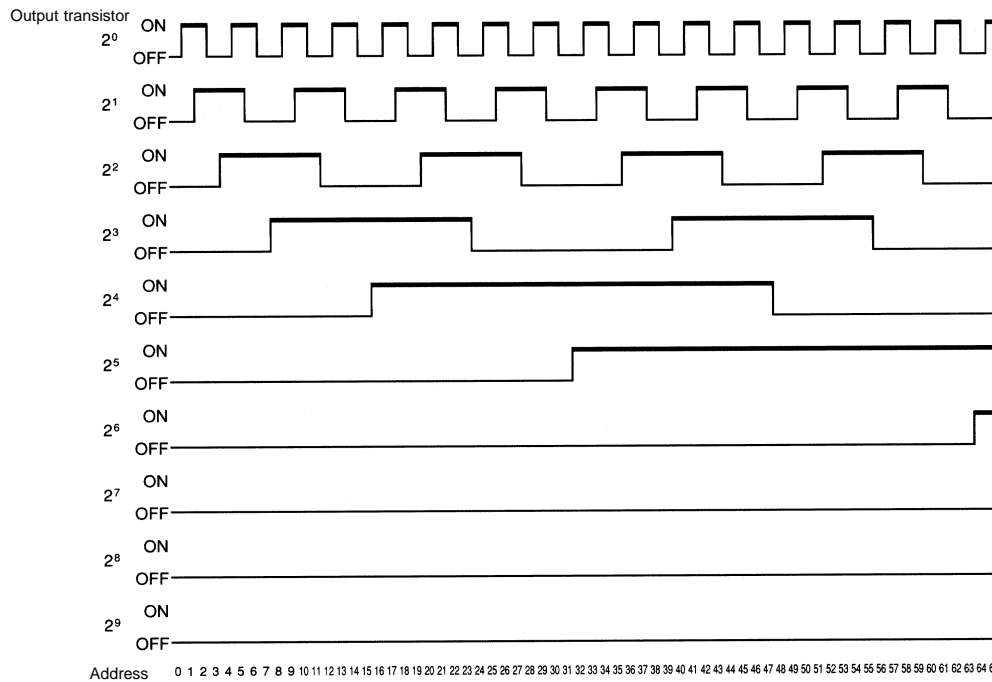 Output transistor
2⁰ ON
OFF
2¹ ON
OFF
2² ON
OFF
2³ ON
OFF
2⁴ ON
OFF
2⁵ ON
OFF
2⁶ ON
OFF
2⁷ ON
OFF
2⁸ ON
OFF
2⁹ ON
OFF
Address 0 1 2 3 4 5 6 7 8 9 10 11 12 13 14 15 16 17 18 19 20 21 22 23 24 25 26 27 28 29 30 31 32 33 34 35 36 37 38 39 40 41 42 43 44 45 46 47 48 49 50 51 52 53 54 55 56 57 58 59 60 61 62 63 64